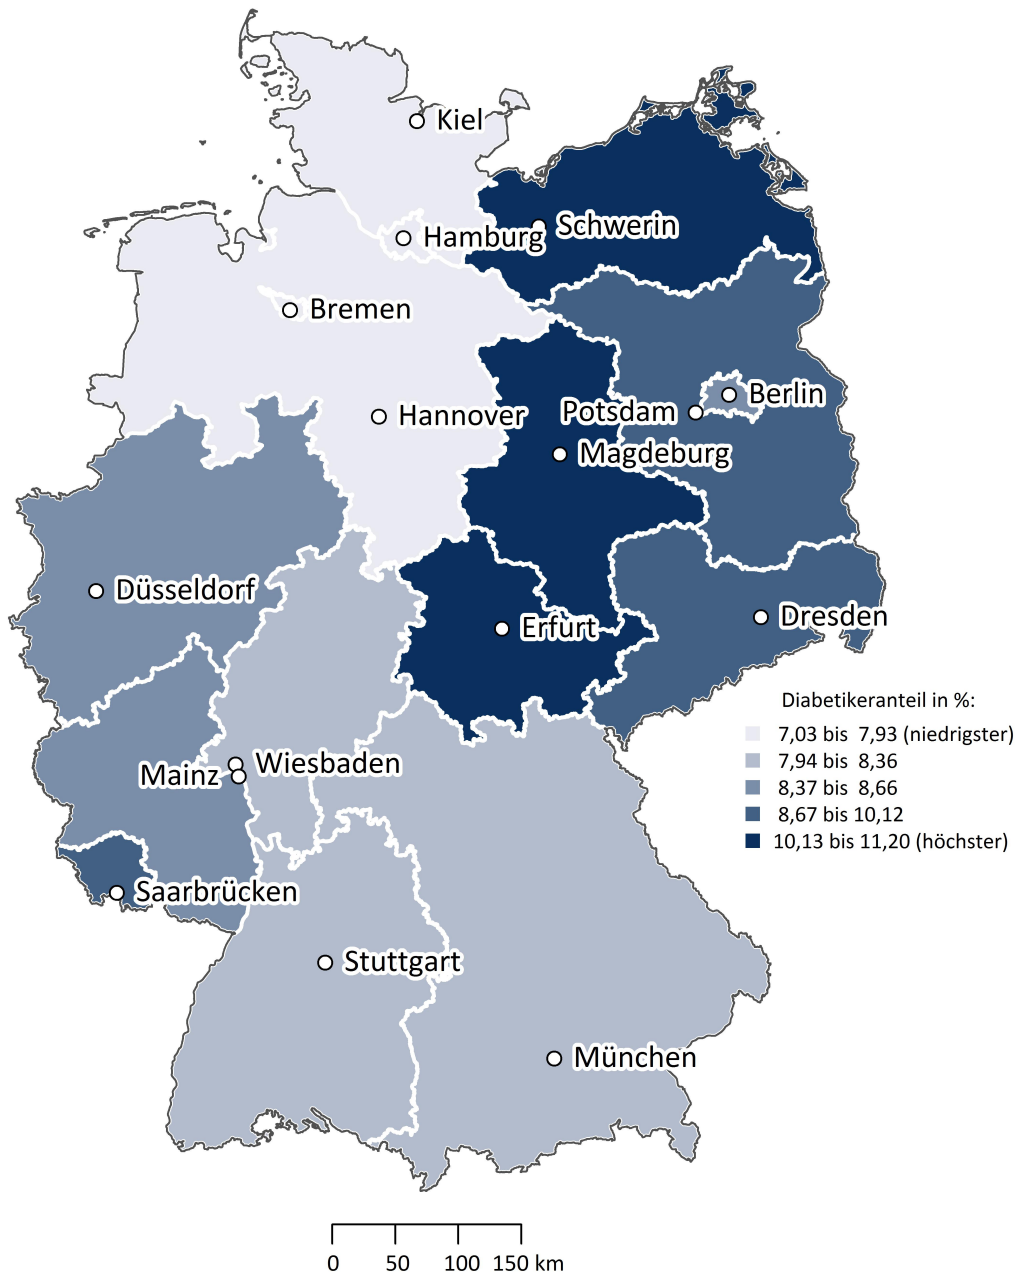 Kiel
Schwerin
Hamburg
Bremen
Berlin
Hannover
Potsdam
Magdeburg
Düsseldorf
Dresden
Erfurt
Diabetikeranteil in %:
7,03 bis 7,93 (niedrigster)
7,94 bis 8,36
8,37 bis 8,66
8,67 bis 10,12
10,13 bis 11,20 (höchster)
Wiesbaden
Mainz
Saarbrücken
Stuttgart
München
0 50 100 150 km